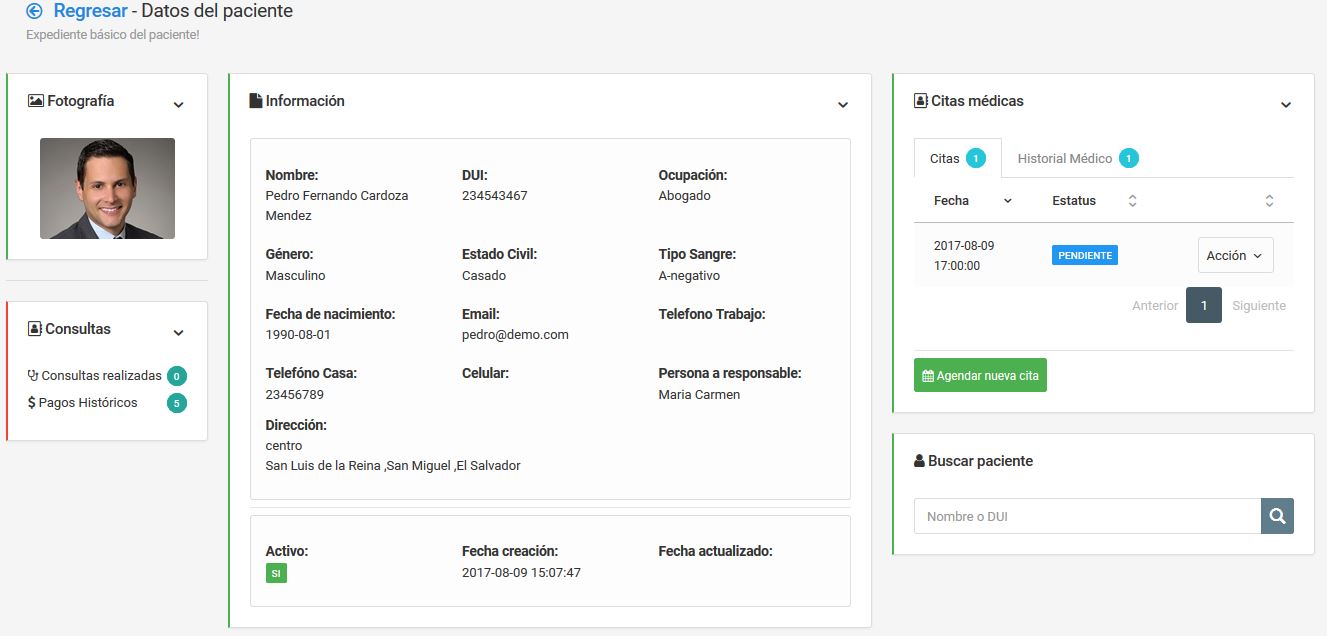 Regresar - Datos del paciente
Expediente básico del paciente!
Fotografía
Consultas
Consultas realizadas 0
$ Pagos Históricos 5
Información
Nombre: DUI: Ocupación:
Pedro Fernando Cardoza 234543467 Abogado
Mendez
Género: Estado Civil: Tipo Sangre:
Masculino Casado A-negativo
Fecha de nacimiento: Email: Telefono Trabajo:
1990-08-01 pedro@demo.com
Telefóno Casa: Celular: Persona a responsable:
23456789 Maria Carmen
Dirección:
centro
San Luis de la Reina ,San Miguel ,El Salvador
Activo: Fecha creación: Fecha actualizado:
SI 2017-08-09 15:07:47
Citas médicas
Citas 1 Historial Médico 1
Fecha Estatus
2017-08-09
17:00:00 PENDIENTE Acción
Anterior 1 Siguiente
Agendar nueva cita
Buscar paciente
Nombre o DUI